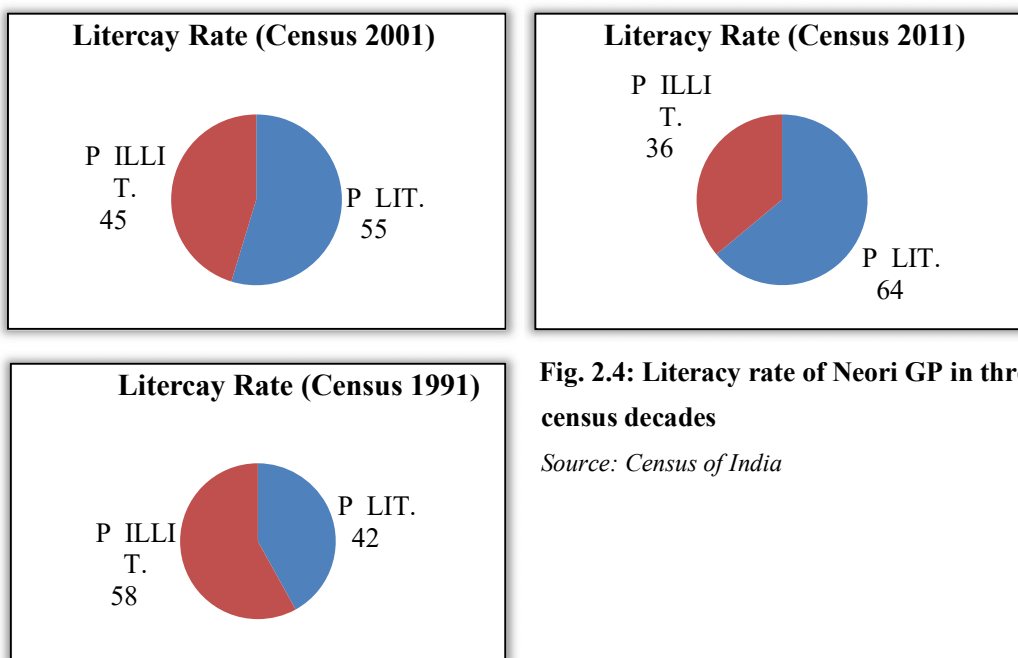 Litercay Rate (Census 2001)
P ILLI
T.
45
P LIT.
55
Literacy Rate (Census 2011)
P ILLI
T.
36
P LIT.
64
Litercay Rate (Census 1991)
P ILLI
T.
58
P LIT.
42
Fig. 2.4: Literacy rate of Neori GP in
census decades
Source: Census of India